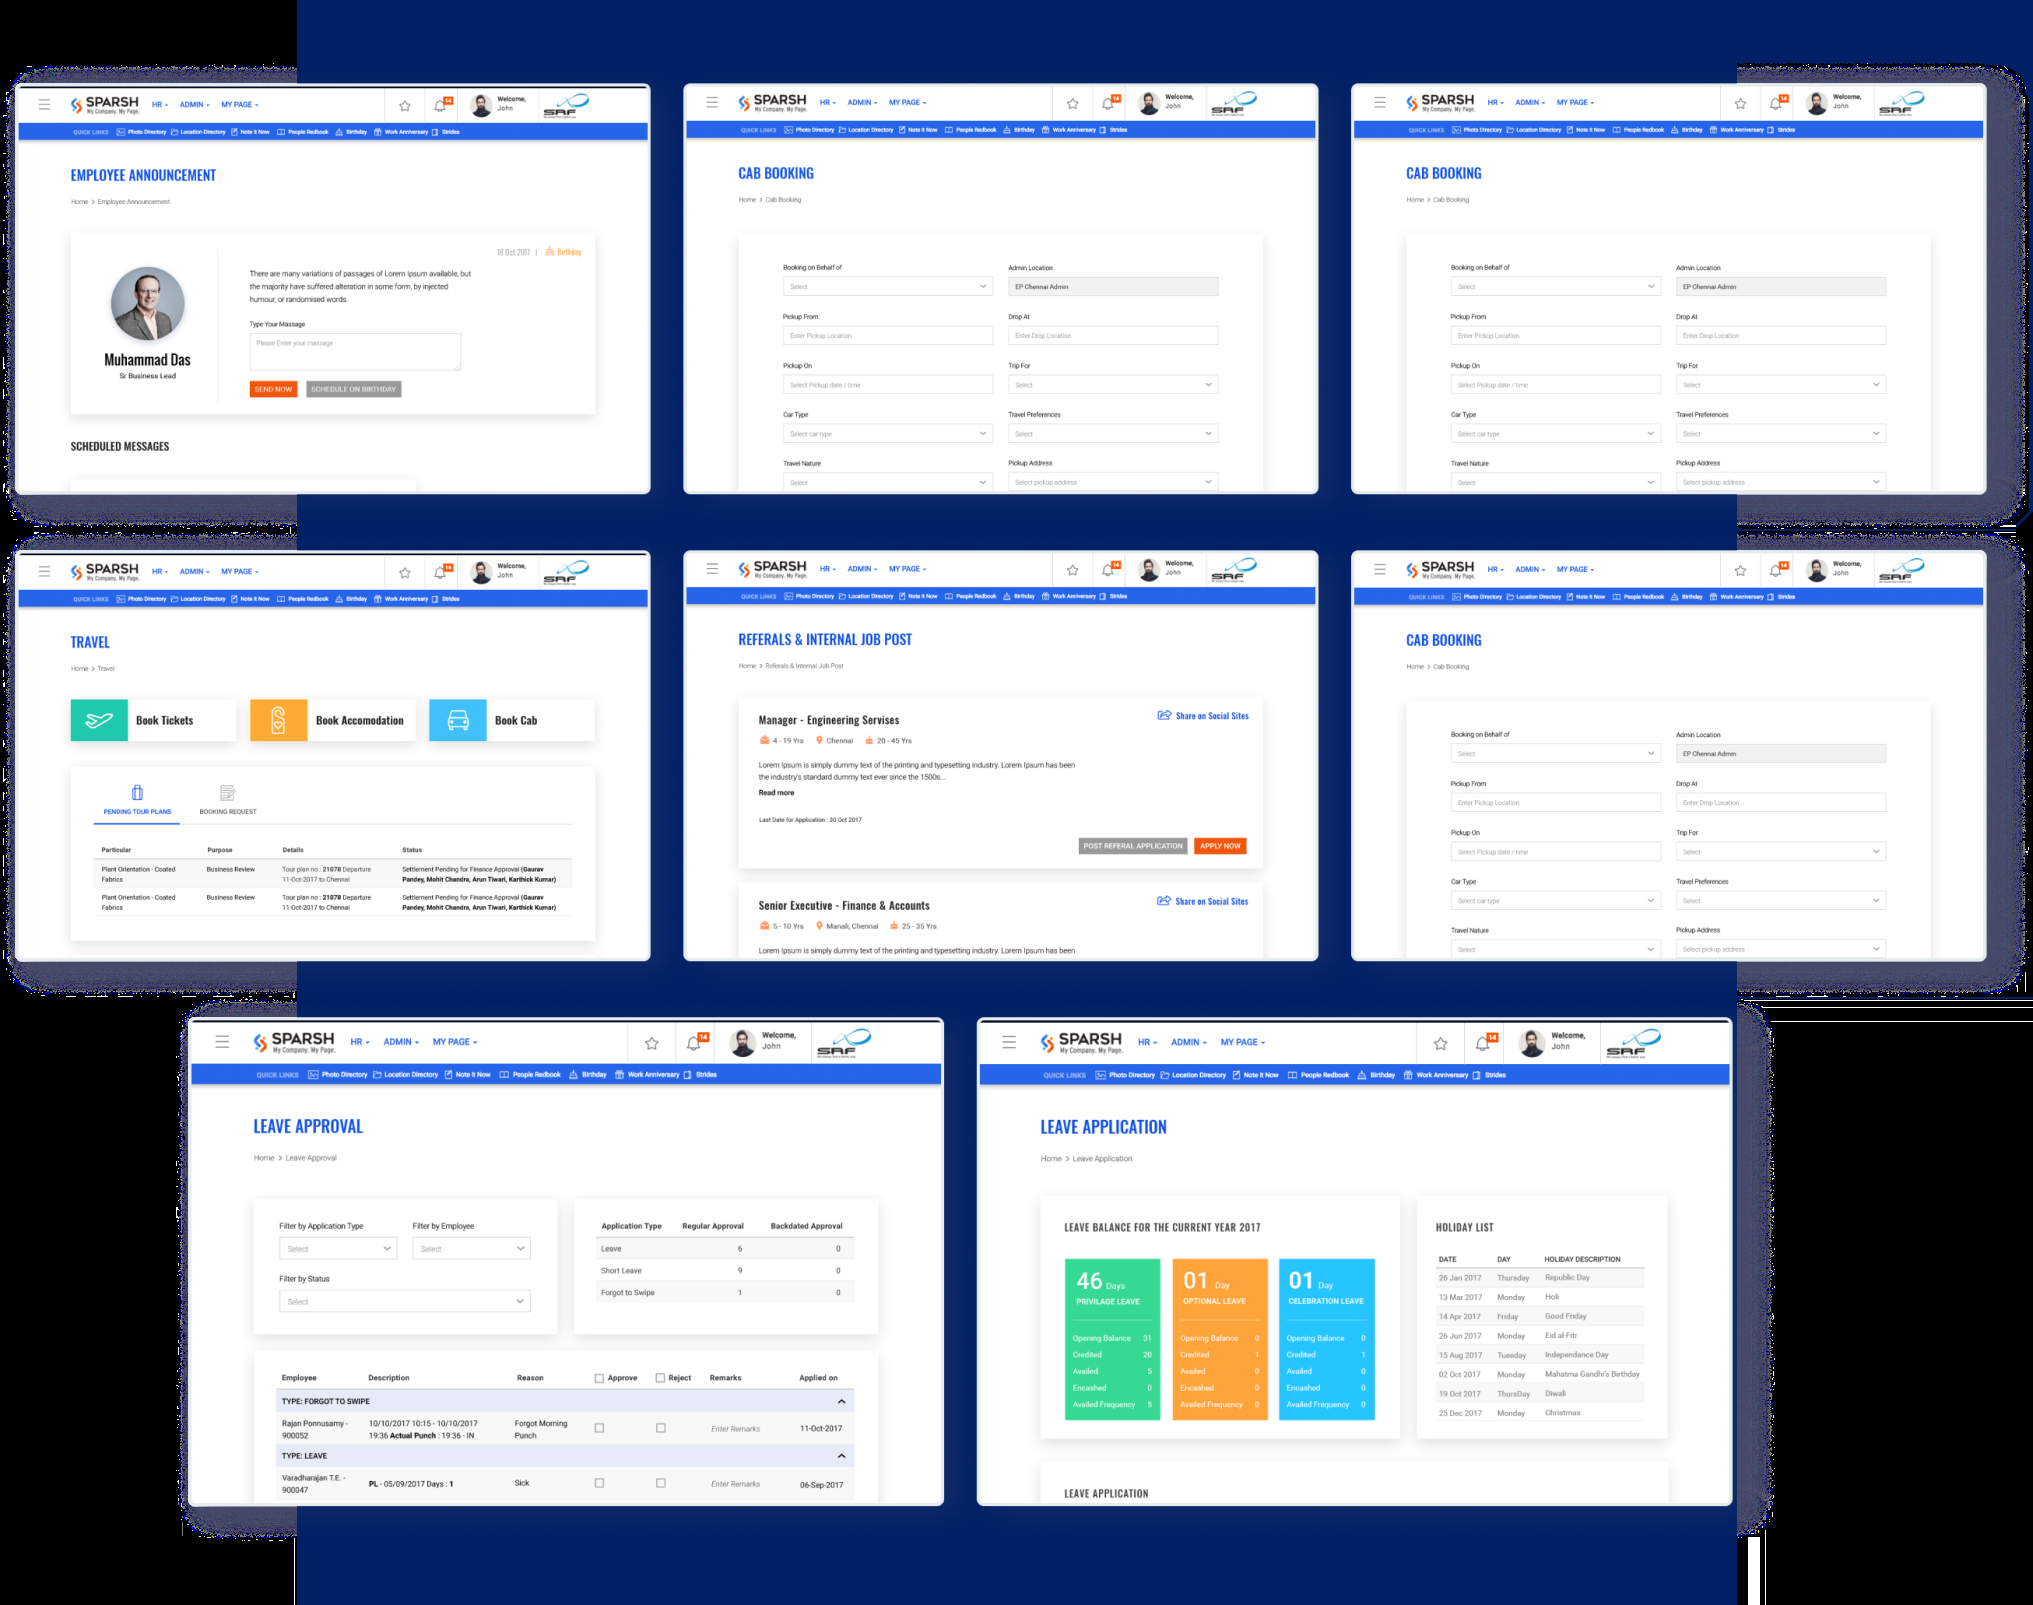 SPARSH
My Company. My Page.
HR ADMIN MY PAGE
14
Welcome,
John
SRF
QUICK LINKS Photo Directory Location Directory Note It Now People Redbook Birthday Work Anniversary Strides
EMPLOYEE ANNOUNCEMENT
Home > Employee Announcement
18 Oct 2017 | Birthday
There are many variations of passages of Lorem Ipsum available, but
the majority have suffered alteration in some form, by injected
humour, or randomised words.
Type Your Massage
Please Enter your massage
Muhammad Das
Sr Business Lead
SEND NOW SCHEDULE ON BIRTHDAY
SCHEDULED MESSAGES
SPARSH
My Company. My Page.
HR ADMIN MY PAGE
14
Welcome,
John
SRF
QUICK LINKS Photo Directory Location Directory Note It Now People Redbook Birthday Work Anniversary Strides
CAB BOOKING
Home > Cab Booking
Booking on Behalf of Admin Location
Select EP Chennai Admin
Pickup From Drop At
Enter Pickup Location Enter Drop Location
Pickup On Trip For
Select Pickup date / time Select
Car Type Travel Preferences
Select car type Select
Travel Nature Pickup Address
Select Select pickup address
SPARSH
My Company. My Page.
HR ADMIN MY PAGE
14
Welcome,
John
SRF
QUICK LINKS Photo Directory Location Directory Note It Now People Redbook Birthday Work Anniversary Strides
CAB BOOKING
Home > Cab Booking
Booking on Behalf of Admin Location
Select EP Chennai Admin
Pickup From Drop At
Enter Pickup Location Enter Drop Location
Pickup On Trip For
Select Pickup date / time Select
Car Type Travel Preferences
Select car type Select
Travel Nature Pickup Address
Select Select pickup address
SPARSH
My Company. My Page.
HR ADMIN MY PAGE
14
Welcome,
John
SRF
QUICK LINKS Photo Directory Location Directory Note It Now People Redbook Birthday Work Anniversary Strides
TRAVEL
Home > Travel
Book Tickets Book Accomodation Book Cab
PENDING TOUR PLANS BOOKING REQUEST
Particular Purpose Details Status
Plant Orientation - Coated Business Review Tour plan no : 21078 Departure Settlement Pending for Finance Approval (Gaurav
Fabrics 11-Oct-2017 to Chennai Pandey, Mohit Chandra, Arun Tiwari, Karthick Kumar)
Plant Orientation - Coated Business Review Tour plan no : 21078 Departure Settlement Pending for Finance Approval (Gaurav
Fabrics 11-Oct-2017 to Chennai Pandey, Mohit Chandra, Arun Tiwari, Karthick Kumar)
SPARSH
My Company. My Page.
HR ADMIN MY PAGE
14
Welcome,
John
SRF
QUICK LINKS Photo Directory Location Directory Note It Now People Redbook Birthday Work Anniversary Strides
REFERALS & INTERNAL JOB POST
Home > Referals & Internal Job Post
Manager - Engineering Servises Share on Social Sites
4 - 19 Yrs Chennai 20 - 45 Yrs
Lorem Ipsum is simply dummy text of the printing and typesetting industry. Lorem Ipsum has been
the industry's standard dummy text ever since the 1500s...
Read more
Last Date for Application : 30 Oct 2017
POST REFERAL APPLICATION APPLY NOW
Senior Executive - Finance & Accounts Share on Social Sites
5 - 10 Yrs Manali, Chennai 25 - 35 Yrs
Lorem Ipsum is simply dummy text of the printing and typesetting industry. Lorem Ipsum has been
SPARSH
My Company. My Page.
HR ADMIN MY PAGE
14
Welcome,
John
SRF
QUICK LINKS Photo Directory Location Directory Note It Now People Redbook Birthday Work Anniversary Strides
CAB BOOKING
Home > Cab Booking
Booking on Behalf of Admin Location
Select EP Chennai Admin
Pickup From Drop At
Enter Pickup Location Enter Drop Location
Pickup On Trip For
Select Pickup date / time Select
Car Type Travel Preferences
Select car type Select
Travel Nature Pickup Address
Select Select pickup address
SPARSH
My Company. My Page.
HR ADMIN MY PAGE
14
Welcome,
John
SRF
QUICK LINKS Photo Directory Location Directory Note It Now People Redbook Birthday Work Anniversary Strides
LEAVE APPROVAL
Home > Leave Approval
Filter by Application Type Filter by Employee
Select Select
Filter by Status
Select
Application Type Regular Approval Backdated Approval
Leave 6 0
Short Leave 9 0
Forgot to Swipe 1 0
Employee Description Reason Approve Reject Remarks Applied on
TYPE: FORGOT TO SWIPE
Rajan Ponnusamy - 10/10/2017 10:15 - 10/10/2017 Forgot Morning Enter Remarks 11-Oct-2017
900052 19:36 Actual Punch : 19:36 - IN Punch
TYPE: LEAVE
Varadharajan T.E. - PL - 05/09/2017 Days : 1 Sick Enter Remarks 06-Sep-2017
900047
SPARSH
My Company. My Page.
HR ADMIN MY PAGE
14
Welcome,
John
SRF
QUICK LINKS Photo Directory Location Directory Note It Now People Redbook Birthday Work Anniversary Strides
LEAVE APPLICATION
Home > Leave Application
LEAVE BALANCE FOR THE CURRENT YEAR 2017
46 Days 01 Day 01 Day
PRIVILAGE LEAVE OPTIONAL LEAVE CELEBRATION LEAVE
Opening Balance 31 Opening Balance 0 Opening Balance 0
Credited 20 Credited 1 Credited 1
Availed 5 Availed 0 Availed 0
Encashed 0 Encashed 0 Encashed 0
Availed Frequency 5 Availed Frequency 0 Availed Frequency 0
HOLIDAY LIST
DATE DAY HOLIDAY DESCRIPTION
26 Jan 2017 Thursday Republic Day
13 Mar 2017 Monday Holi
14 Apr 2017 Friday Good Friday
26 Jun 2017 Monday Eid al-Fitr
15 Aug 2017 Tuesday Independance Day
02 Oct 2017 Monday Mahatma Gandhi's Birthday
19 Oct 2017 ThursDay Diwali
25 Dec 2017 Monday Christmas
LEAVE APPLICATION